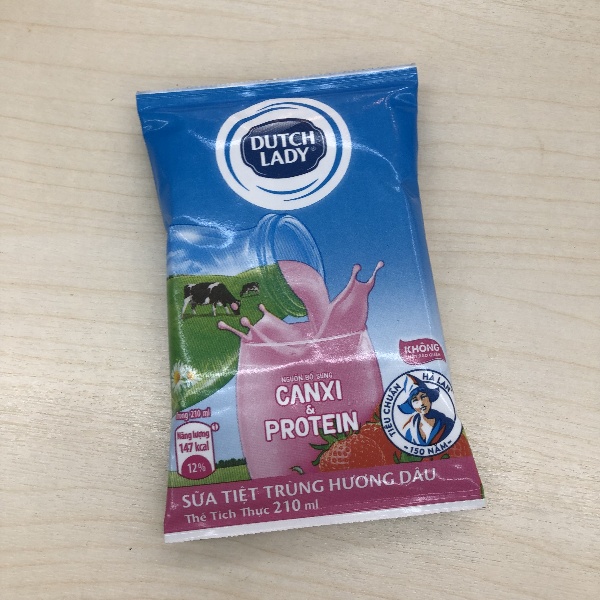 DUTCH
LADY
KHÔNG
NGUỒN BỔ SUNG
CANXI
&
PROTEIN
TIÊU CHUẨN HÀ LAN
150 NĂM
210 ml
Năng lượng
147 kcal
12%
SỮA TIỆT TRÙNG HƯƠNG DÂU
Thể Tích Thực 210 ml